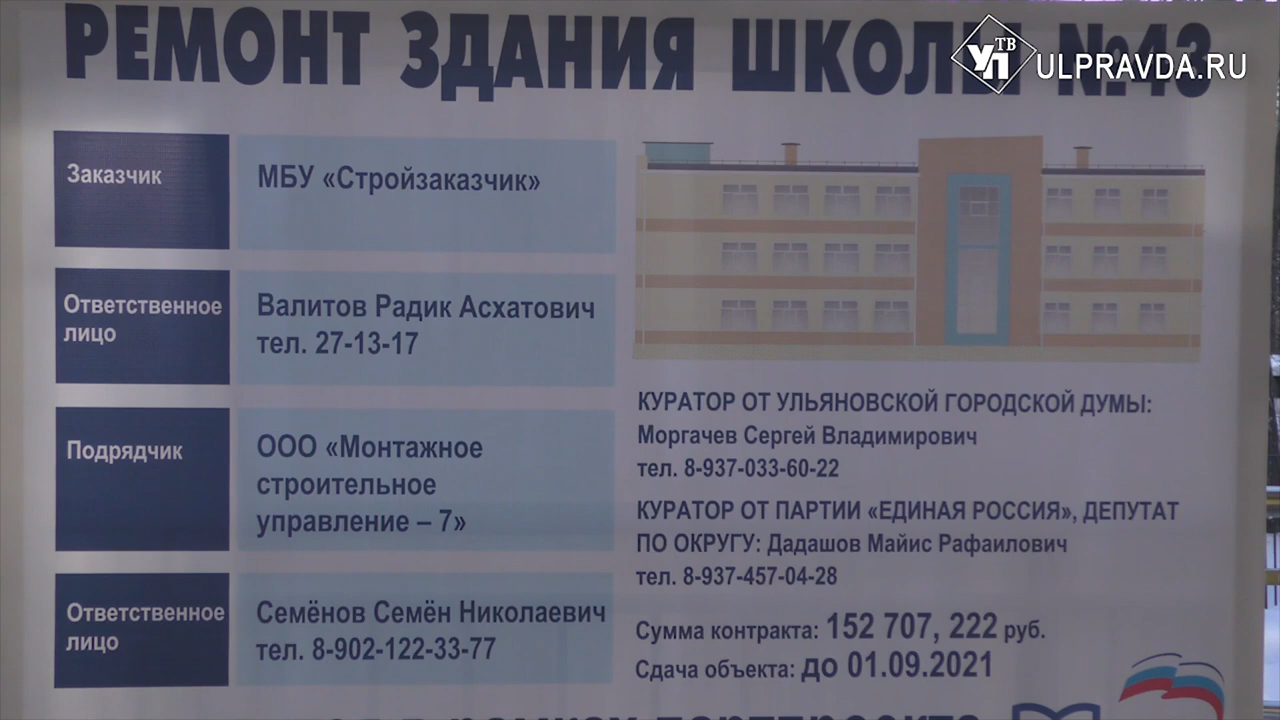 РЕМОНТ ЗДАНИЯ ШКОЛЫ №43
УП ТВ ULPRAVDA.RU
Заказчик
МБУ «Стройзаказчик»
Ответственное
лицо
Валитов Радик Асхатович
тел. 27-13-17
Подрядчик
ООО «Монтажное
строительное
управление – 7»
Ответственное
лицо
Семёнов Семён Николаевич
тел. 8-902-122-33-77
КУРАТОР ОТ УЛЬЯНОВСКОЙ ГОРОДСКОЙ ДУМЫ:
Моргачев Сергей Владимирович
тел. 8-937-033-60-22
КУРАТОР ОТ ПАРТИИ «ЕДИНАЯ РОССИЯ», ДЕПУТАТ
ПО ОКРУГУ: Дадашов Майис Рафаилович
тел. 8-937-457-04-28
Сумма контракта: 152 707, 222 руб.
Сдача объекта: до 01.09.2021